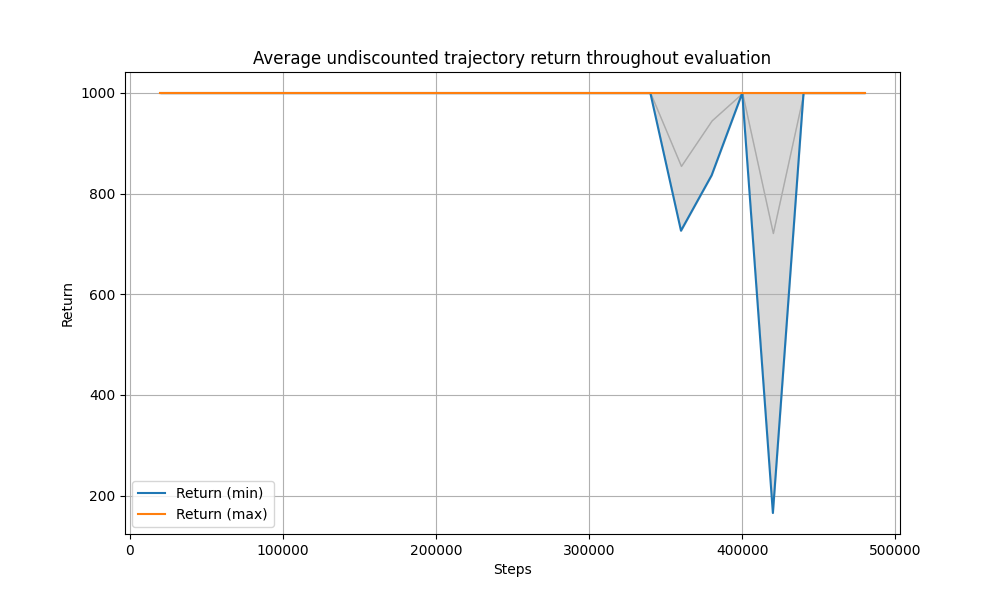 Average undiscounted trajectory return throughout evaluation
1000
800
600
400
200
Return
Return (min)
Return (max)
0
100000
200000
300000
400000
500000
Steps